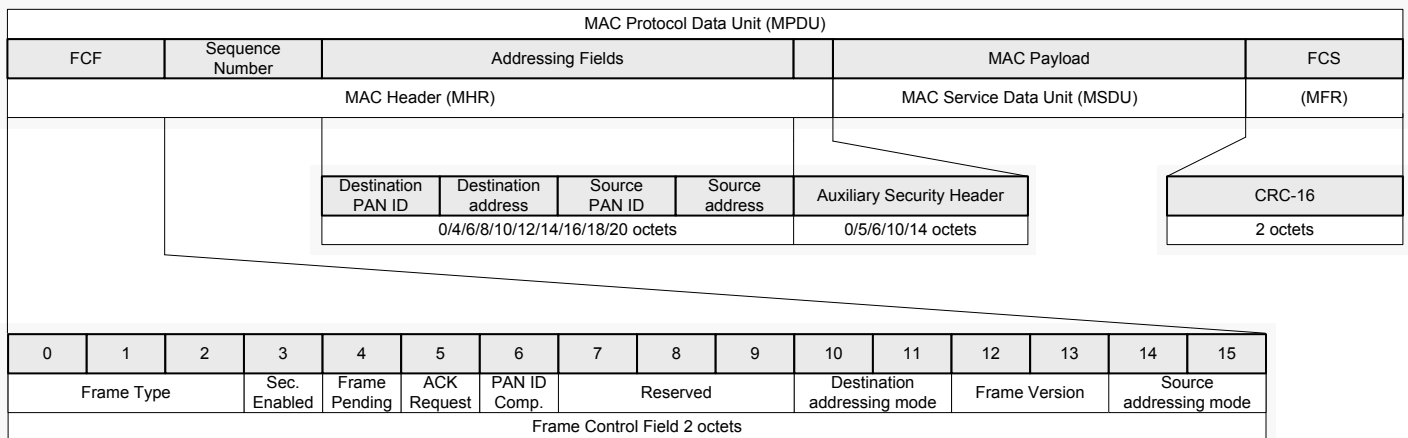 MAC Protocol Data Unit (MPDU)
FCF
Sequence
Number
Addressing Fields
MAC Payload
FCS
MAC Header (MHR)
MAC Service Data Unit (MSDU)
(MFR)
Destination
PAN ID
Destination
address
Source
PAN ID
Source
address
Auxiliary Security Header
CRC-16
0/4/6/8/10/12/14/16/18/20 octets
0/5/6/10/14 octets
2 octets
0 1 2 3 4 5 6 7 8 9 10 11 12 13 14 15
Frame Type
Sec.
Enabled
Frame
Pending
ACK
Request
PAN ID
Comp.
Reserved
Destination
addressing mode
Frame Version
Source
addressing mode
Frame Control Field 2 octets